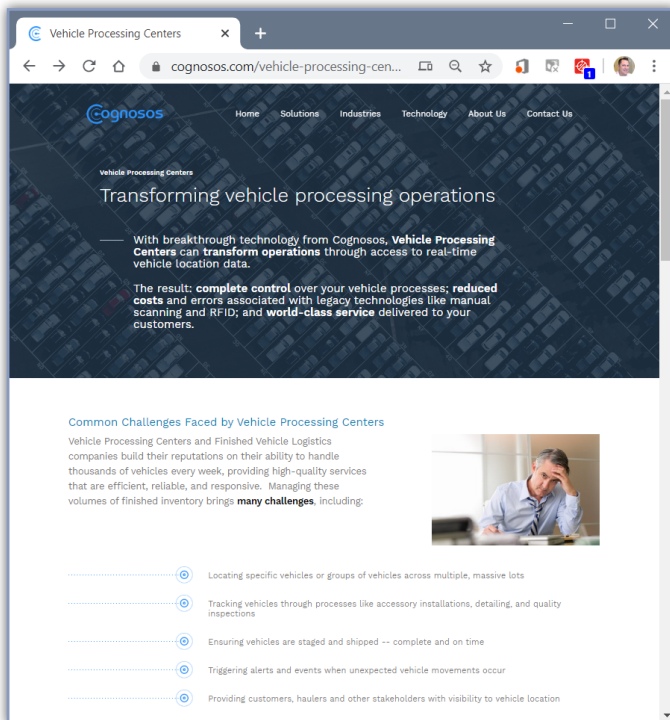 Vehicle Processing Centers
cognosos.com/vehicle-processing-cen...
1
Cognosos
Home Solutions Industries Technology About Us Contact Us
Vehicle Processing Centers
Transforming vehicle processing operations
With breakthrough technology from Cognosos, Vehicle Processing
Centers can transform operations through access to real-time
vehicle location data.
The result: complete control over your vehicle processes; reduced
costs and errors associated with legacy technologies like manual
scanning and RFID; and world-class service delivered to your
customers.
Common Challenges Faced by Vehicle Processing Centers
Vehicle Processing Centers and Finished Vehicle Logistics
companies build their reputations on their ability to handle
thousands of vehicles every week, providing high-quality services
that are efficient, reliable, and responsive. Managing these
volumes of finished inventory brings many challenges, including:
Locating specific vehicles or groups of vehicles across multiple, massive lots
Tracking vehicles through processes like accessory installations, detailing, and quality
inspections
Ensuring vehicles are staged and shipped -- complete and on time
Triggering alerts and events when unexpected vehicle movements occur
Providing customers, haulers and other stakeholders with visibility to vehicle location